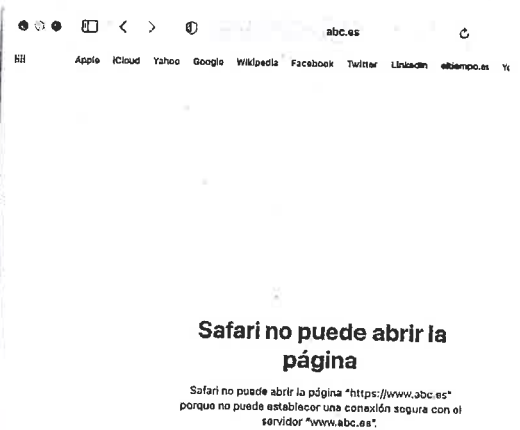 abc.es
Apple iCloud Yahoo Google Wikipedia Facebook Twitter LinkedIn eltiempo.es
Safari no puede abrir la
página
Safari no puede abrir la página "https://www.abc.es"
porque no puede establecer una conexión segura con el
servidor "www.abc.es".